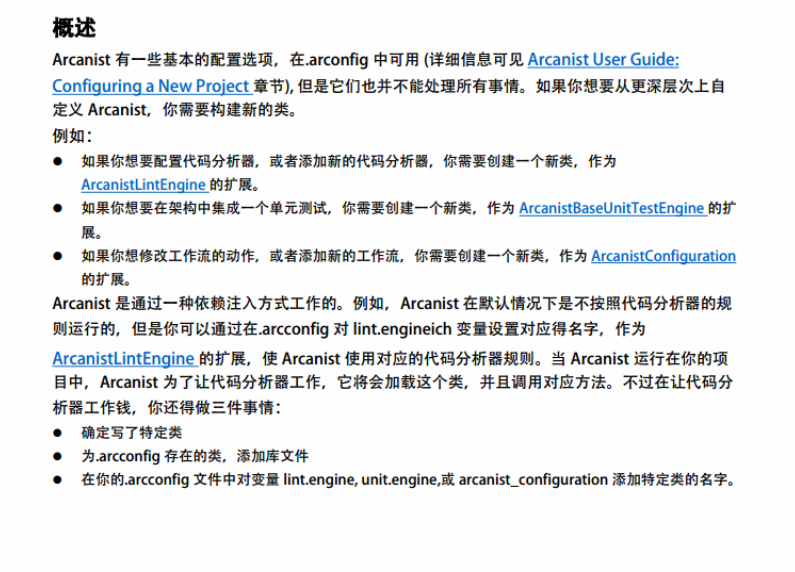 概述
Arcanist 有一些基本的配置选项，在.arconfig 中可用 (详细信息可见 Arcanist User Guide:
Configuring a New Project 章节), 但是它们也并不能处理所有事情。如果你想要从更深层次上自
定义 Arcanist，你需要构建新的类。
例如：
● 如果你想要配置代码分析器，或者添加新的代码分析器，你需要创建一个新类，作为
ArcanistLintEngine 的扩展。
● 如果你想要在架构中集成一个单元测试，你需要创建一个新类，作为 ArcanistBaseUnitTestEngine 的扩
展。
● 如果你想修改工作流的动作，或者添加新的工作流，你需要创建一个新类，作为 ArcanistConfiguration
的扩展。
Arcanist 是通过一种依赖注入方式工作的。例如，Arcanist 在默认情况下是不按照代码分析器的规
则运行的，但是你可以通过在.arcconfig 对 lint.engineich 变量设置对应得名字，作为
ArcanistLintEngine 的扩展，使 Arcanist 使用对应的代码分析器规则。当 Arcanist 运行在你的项
目中，Arcanist 为了让代码分析器工作，它将会加载这个类，并且调用对应方法。不过在让代码分
析器工作钱，你还得做三件事情：
● 确定写了特定类
● 为.arcconfig 存在的类，添加库文件
● 在你的.arcconfig 文件中对变量 lint.engine, unit.engine,或 arcanist_configuration 添加特定类的名字。